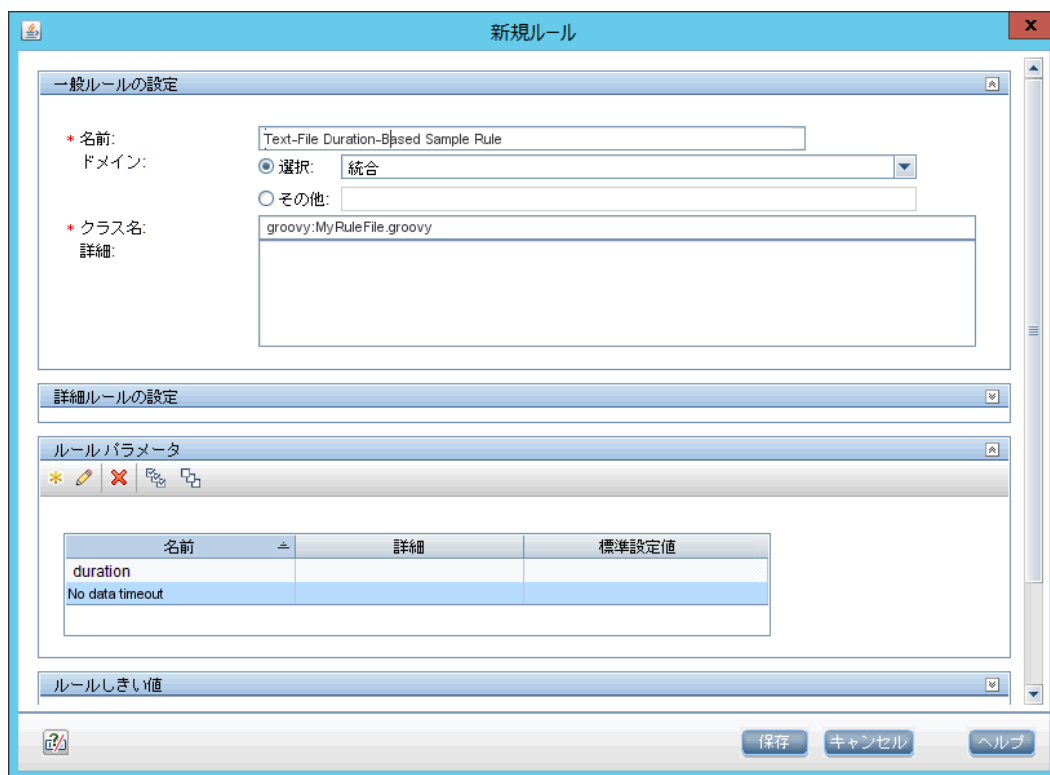 新規ルール
一般ルールの設定
* 名前: Text-File Duration-Based Sample Rule
ドメイン: 選択: 統合
その他:
* クラス名: groovy:MyRuleFile.groovy
詳細:
詳細ルールの設定
ルール パラメータ
名前 詳細 標準設定値
duration
No data timeout
ルールしきい値
保存 キャンセル ヘルプ